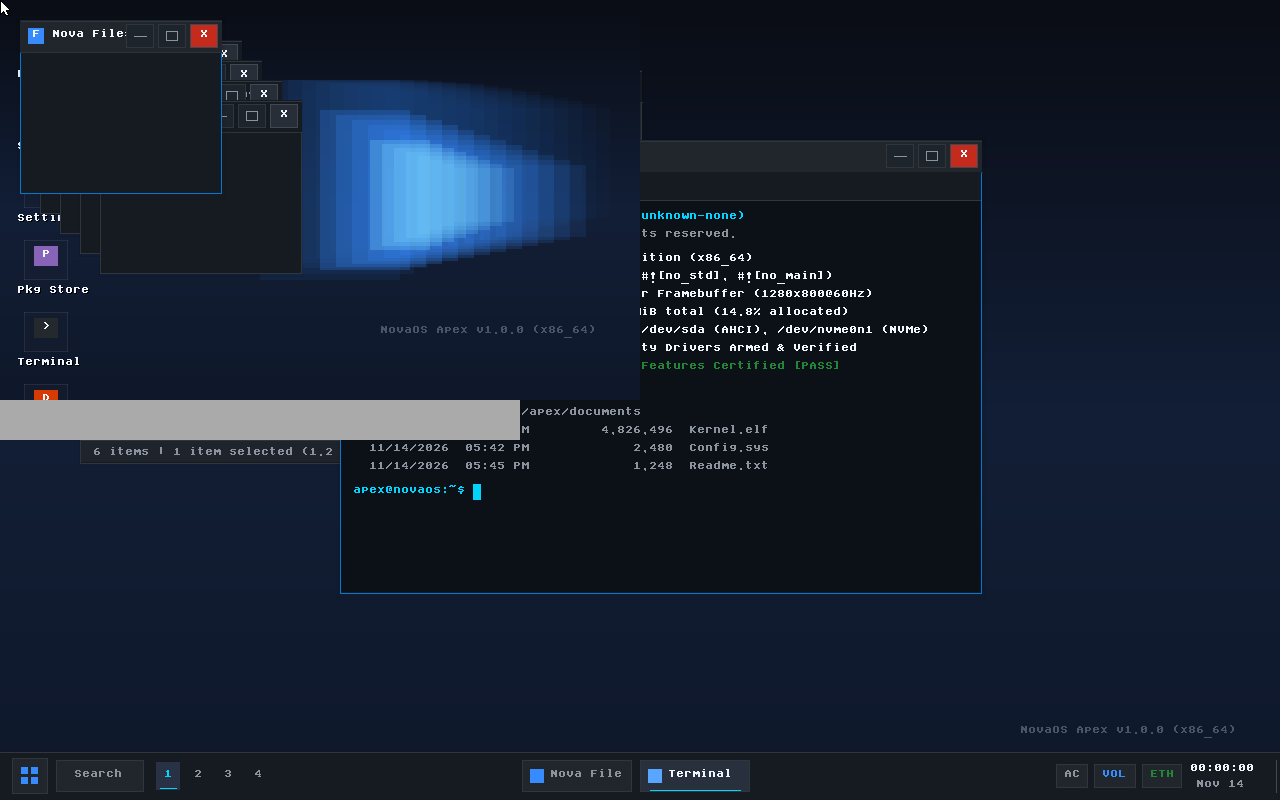 Nova Files
X
X
X
X
X
Settin
P
Pkg Store
>
Terminal
D
NovaOS Apex v1.0.0 (x86_64)
X
unknown-none)
ts reserved.
ition (x86_64)
#![no_std], #![no_main])
r Framebuffer (1280x800@60Hz)
iB total (14.8% allocated)
/dev/sda (AHCI), /dev/nvme0n1 (NVMe)
ty Drivers Armed & Verified
Features Certified [PASS]
/apex/documents
M 4,826,496 Kernel.elf
11/14/2026 05:42 PM 2,480 Config.sys
11/14/2026 05:45 PM 1,248 Readme.txt
apex@novaos:~$
6 items | 1 item selected (1.2
NovaOS Apex v1.0.0 (x86_64)
Search 1 2 3 4 Nova File Terminal AC VOL ETH 00:00:00
Nov 14